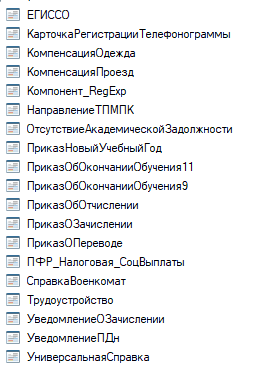 ЕГИССО
КарточкаРегистрацииТелефонограммы
КомпенсацияОдежда
КомпенсацияПроезд
Компонент_RegExp
НаправлениеТПМПК
ОтсутствиеАкадемическойЗадолжности
ПриказНовыйУчебныйГод
ПриказОбОкончанииОбучения11
ПриказОбОкончанииОбучения9
ПриказОбОтчислении
ПриказОЗачислении
ПриказОПереводе
ПФР_Налоговая_СоцВыплаты
СправкаВоенкомат
Трудоустройство
УведомлениеОЗачислении
УведомлениеПДн
УниверсальнаяСправка